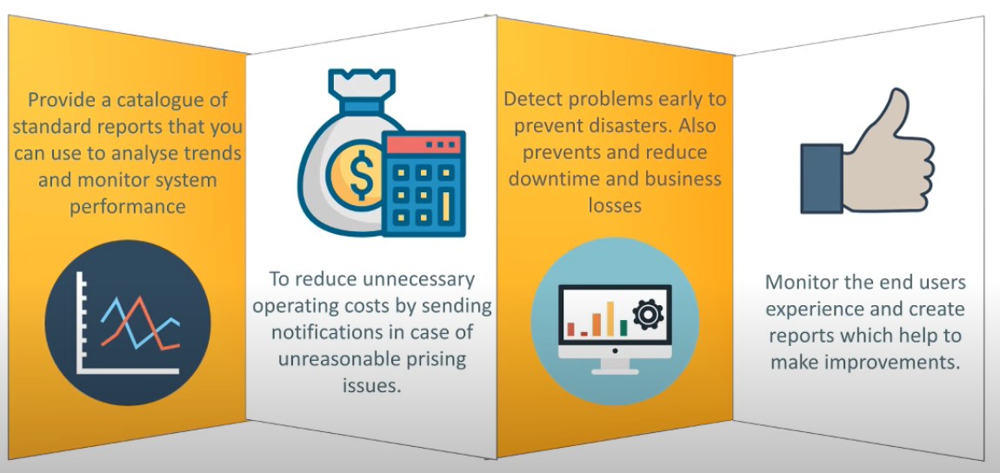 Provide a catalogue of
standard reports that you
can use to analyse trends
and monitor system
performance
To reduce unnecessary
operating costs by sending
notifications in case of
unreasonable prising
issues.
Detect problems early to
prevent disasters. Also
prevents and reduce
downtime and business
losses
Monitor the end users
experience and create
reports which help to
make improvements.